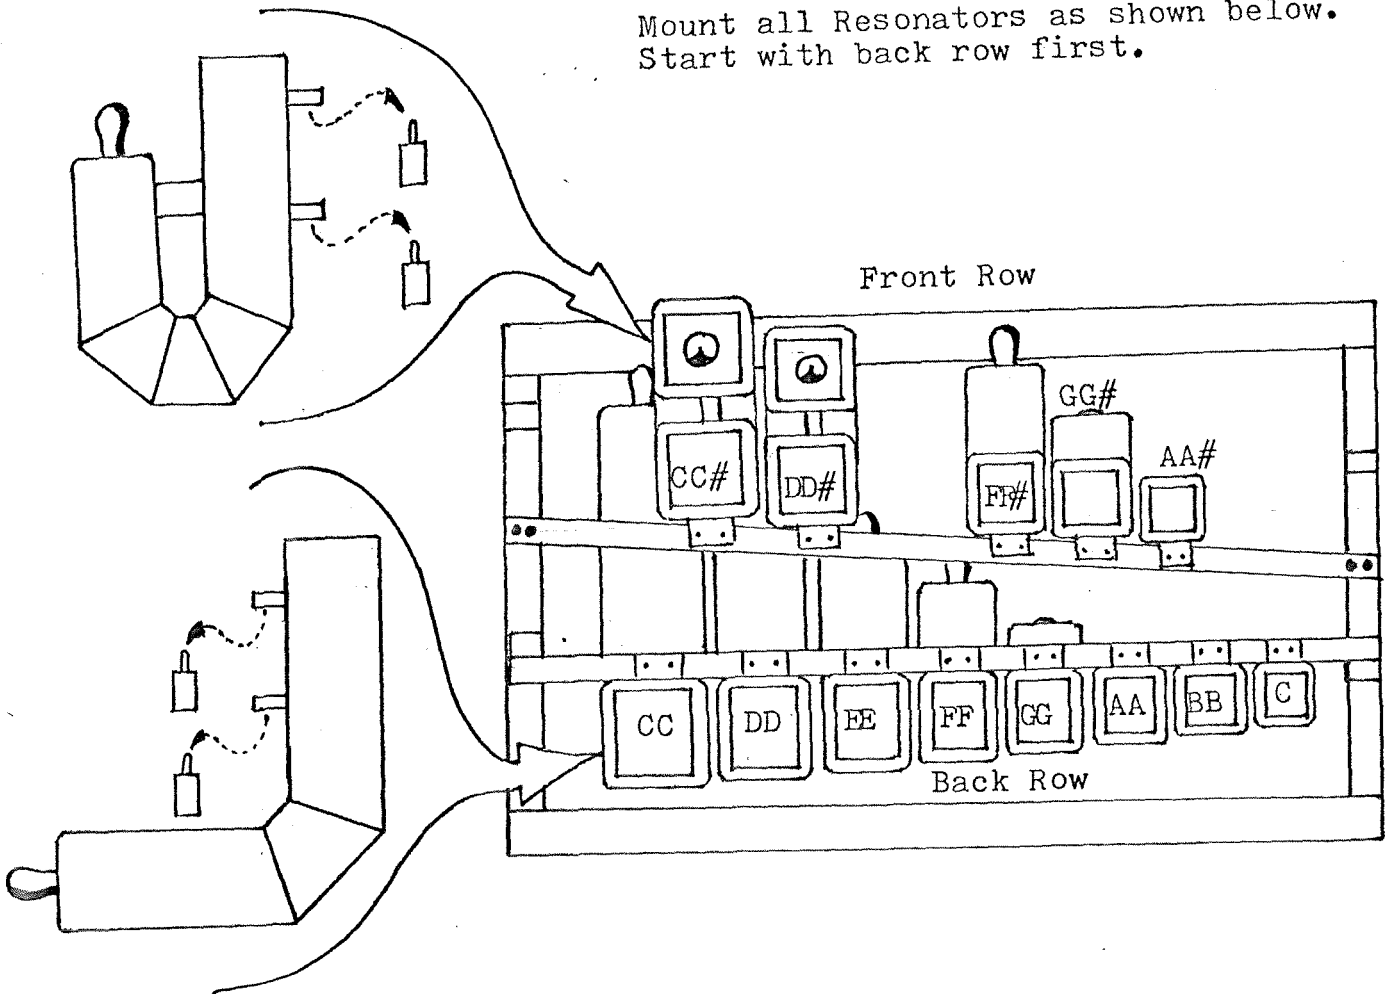 Mount all Resonators as shown below.
Start with back row first.
Front Row
GG#
AA#
CC#
DD#
FF#
CC
DD
EE
FF
GG
AA
BB
C
Back Row